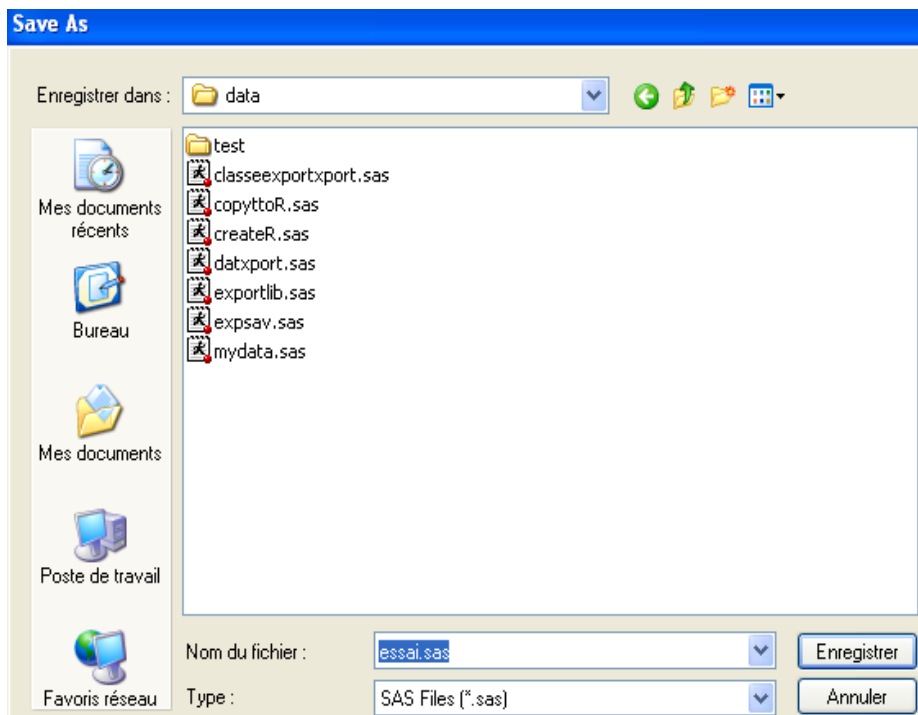 Save As
Enregistrer dans :
data
test
classeexportxport.sas
copyttoR.sas
createR.sas
datxport.sas
exportlib.sas
expsav.sas
mydata.sas
Mes documents
récents
Bureau
Mes documents
Poste de travail
Favoris réseau
Nom du fichier :
essai.sas
Enregistrer
Type :
SAS Files (*.sas)
Annuler